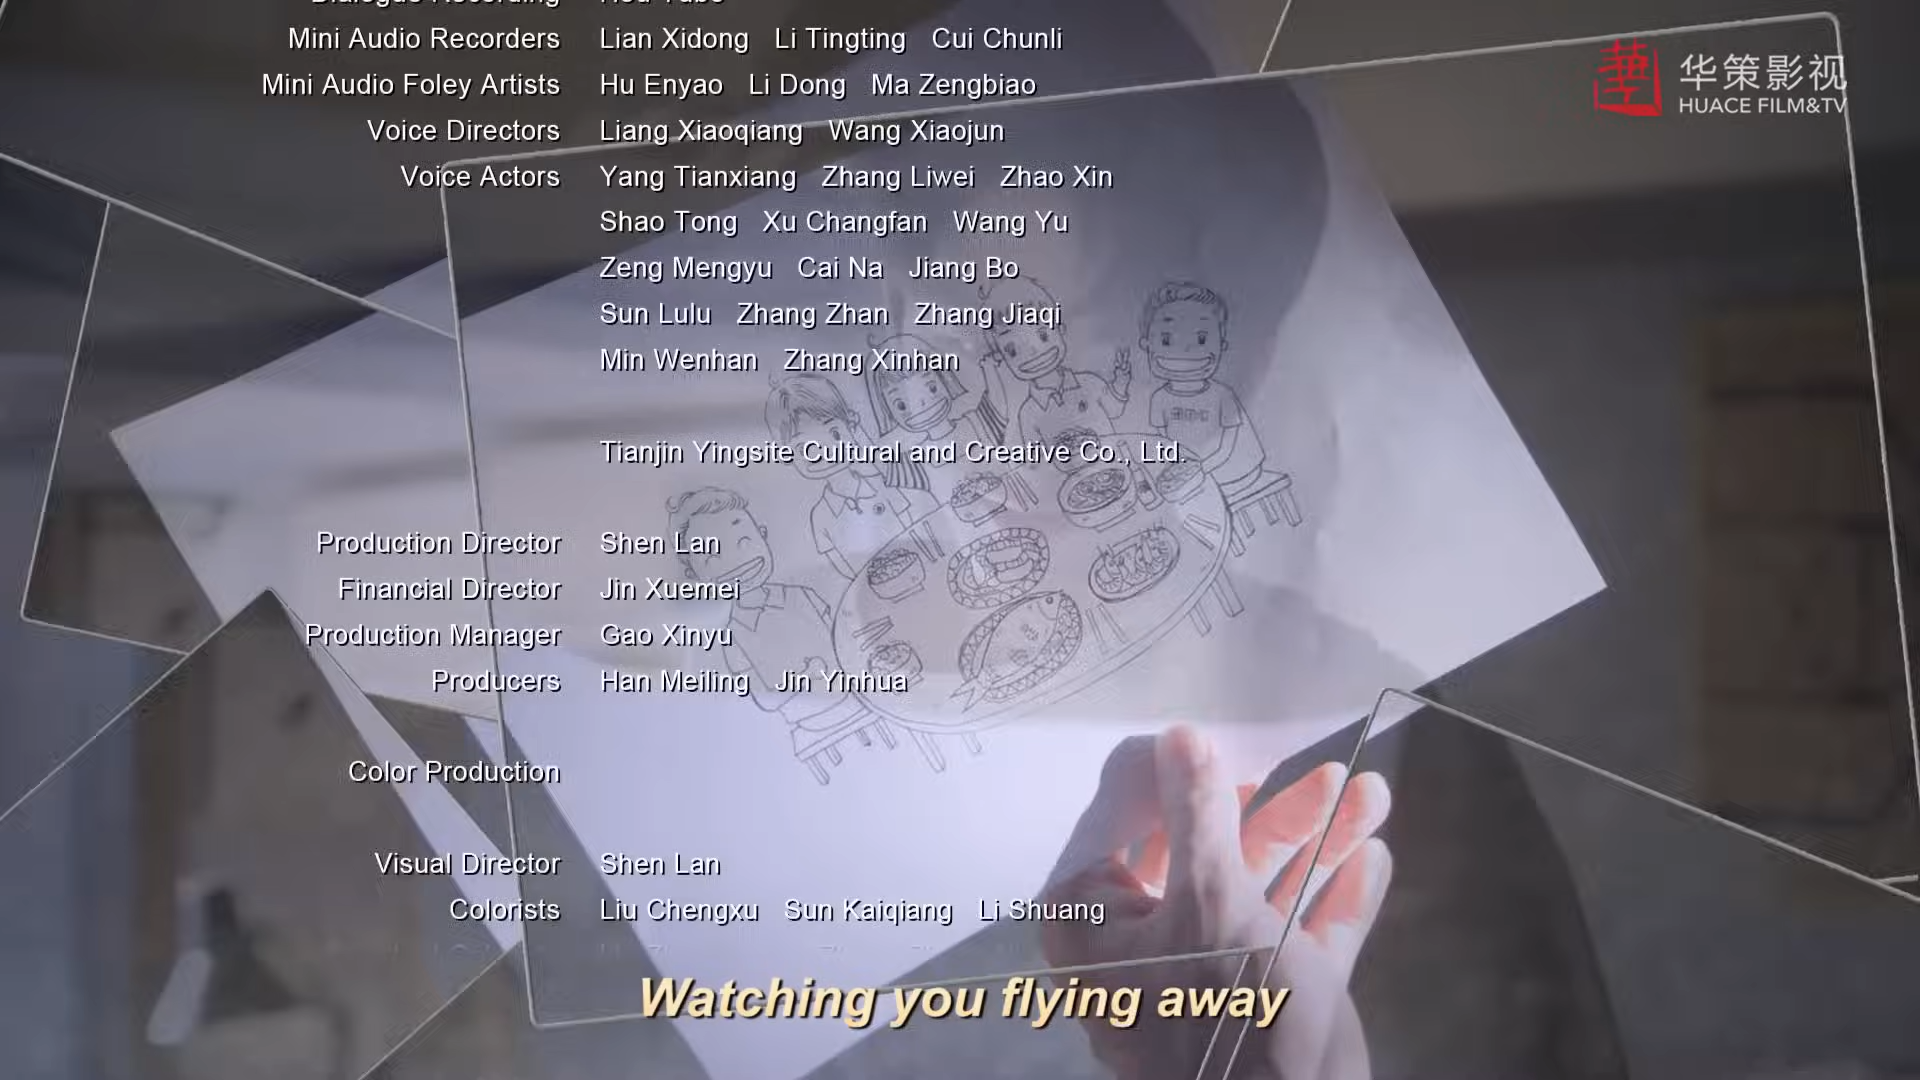 Mini Audio Recorders Lian Xidong Li Tingting Cui Chunli
Mini Audio Foley Artists Hu Enyao Li Dong Ma Zengbiao
Voice Directors Liang Xiaoqiang Wang Xiaojun
Voice Actors Yang Tianxiang Zhang Liwei Zhao Xin
Shao Tong Xu Changfan Wang Yu
Zeng Mengyu Cai Na Jiang Bo
Sun Lulu Zhang Zhan Zhang Jiaqi
Min Wenhan Zhang Xinhan
Tianjin Yingsite Cultural and Creative Co., Ltd.
Production Director Shen Lan
Financial Director Jin Xuemei
Production Manager Gao Xinyu
Producers Han Meiling Jin Yinhua
Color Production
Visual Director Shen Lan
Colorists Liu Chengxu Sun Kaiqiang Li Shuang
Watching you flying away
华策影视
HUACE FILM&TV